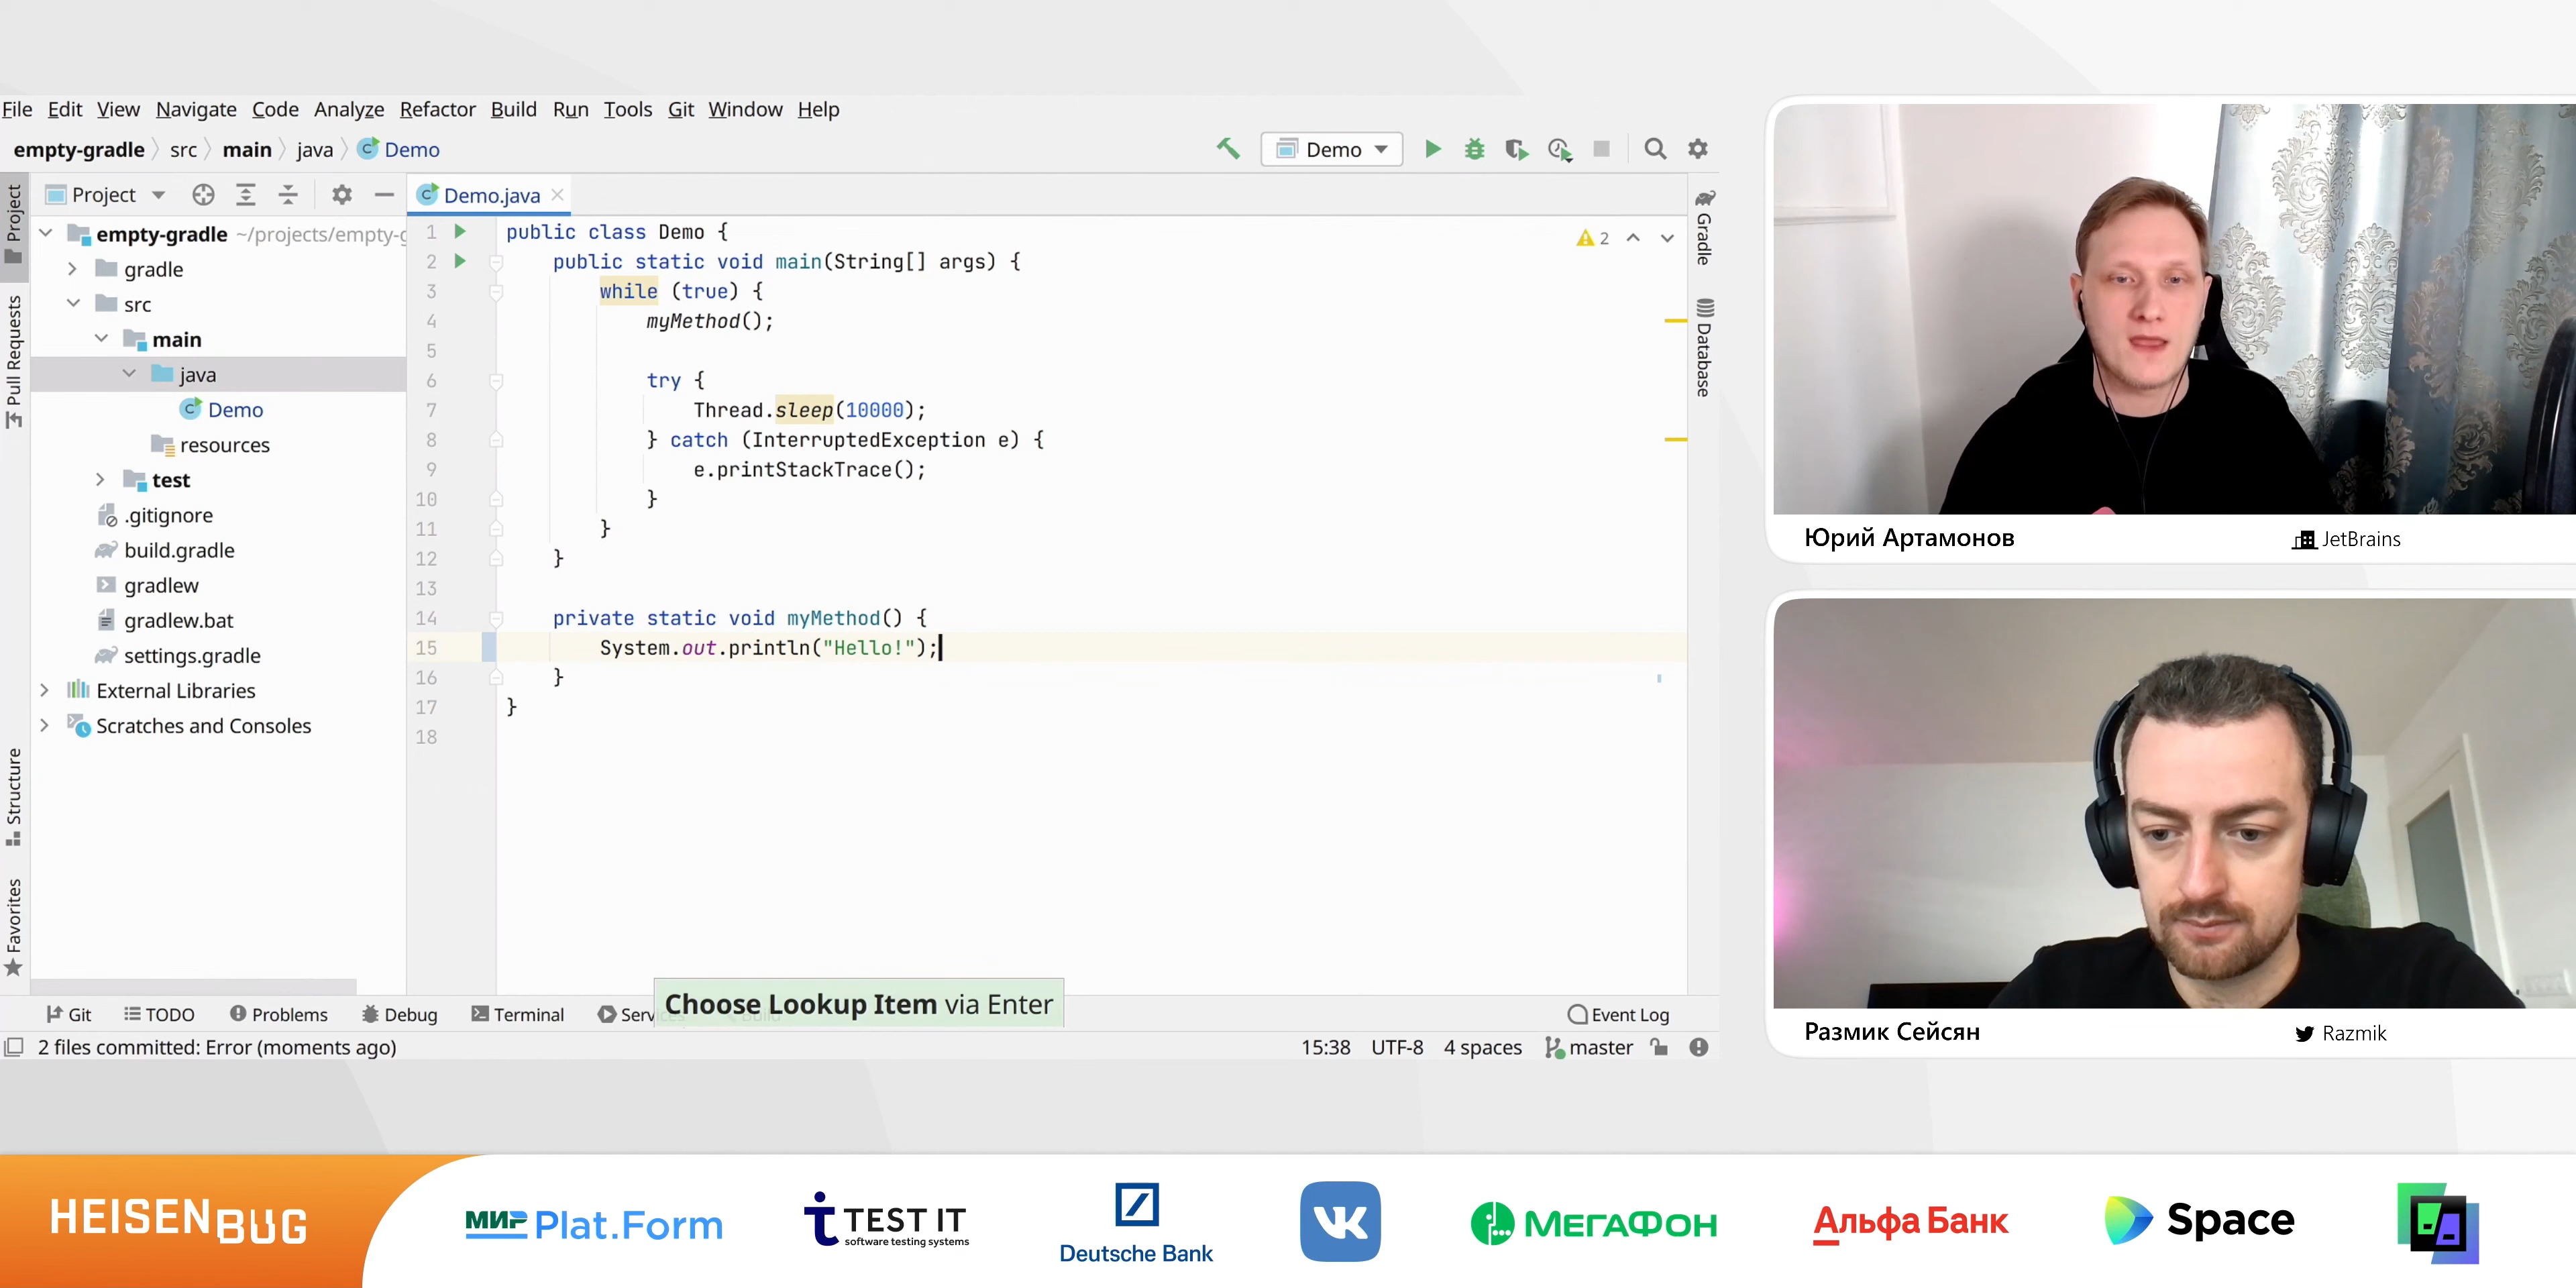 File Edit View Navigate Code Analyze Refactor Build Run Tools Git Window Help
empty-gradle src main java Demo
Demo
Project
Demo.java
Project
Pull Requests
Structure
Favorites
empty-gradle ~/projects/empty-g
gradle
src
main
java
Demo
resources
test
.gitignore
build.gradle
gradlew
gradlew.bat
settings.gradle
External Libraries
Scratches and Consoles
1 public class Demo {
2 public static void main(String[] args) {
3 while (true) {
4 myMethod();
5
6 try {
7 Thread.sleep(10000);
8 } catch (InterruptedException e) {
9 e.printStackTrace();
10 }
11 }
12 }
13
14 private static void myMethod() {
15 System.out.println("Hello!");
16 }
17 }
18
2
Gradle
Database
Choose Lookup Item via Enter
Git TODO Problems Debug Terminal Event Log
2 files committed: Error (moments ago) 15:38 UTF-8 4 spaces master
Юрий Артамонов JetBrains
Размик Сейсян Razmik
HEISENBUG
МИР Plat.Form
TEST IT
software testing systems
Deutsche Bank
VK
МЕГАФОН
Альфа Банк
Space